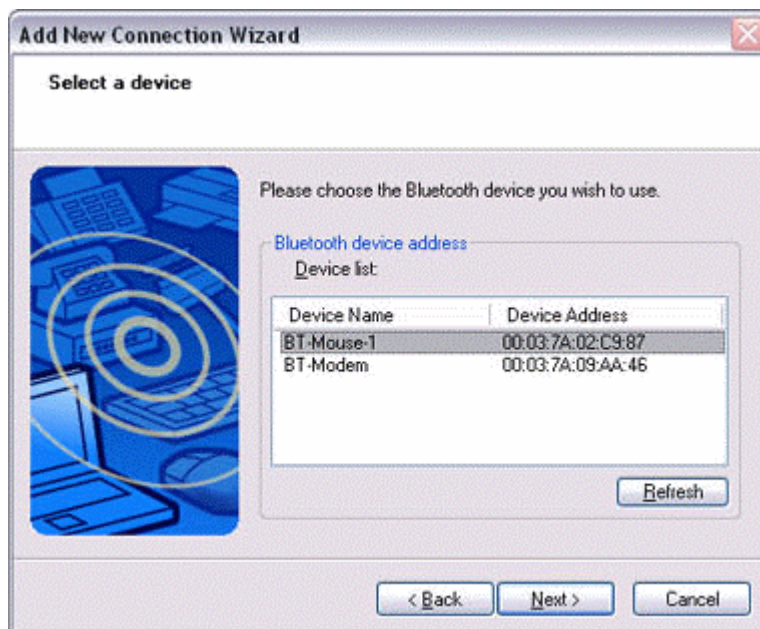 Add New Connection Wizard
Select a device
Please choose the Bluetooth device you wish to use.
Bluetooth device address
Device list:
Device Name Device Address
BT-Mouse-1 00:03:7A:02:C9:87
BT-Modem 00:03:7A:09:AA:46
Refresh
< Back Next > Cancel